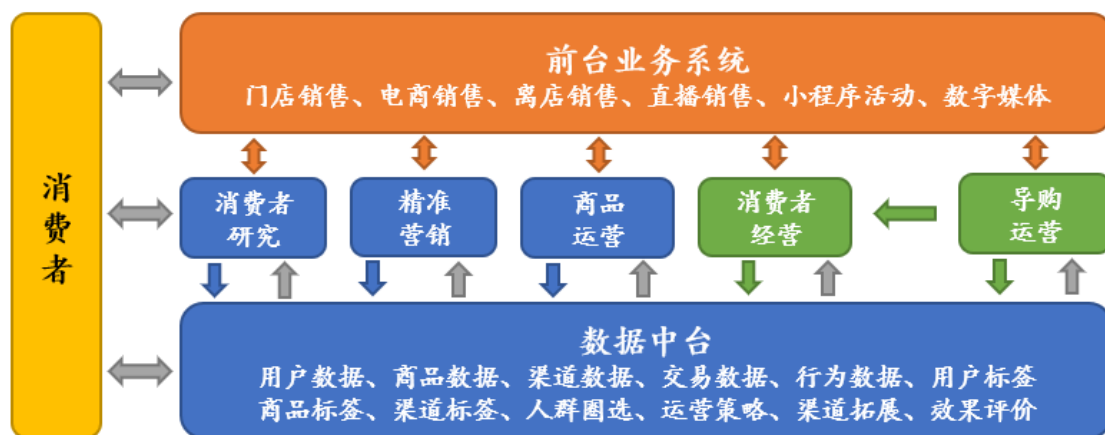 消费者
前台业务系统
门店销售、电商销售、离店销售、直播销售、小程序活动、数字媒体
消费者
研究
精准
营销
商品
运营
消费者
经营
导购
运营
数据中台
用户数据、商品数据、渠道数据、交易数据、行为数据、用户标签
商品标签、渠道标签、人群圈选、运营策略、渠道拓展、效果评价